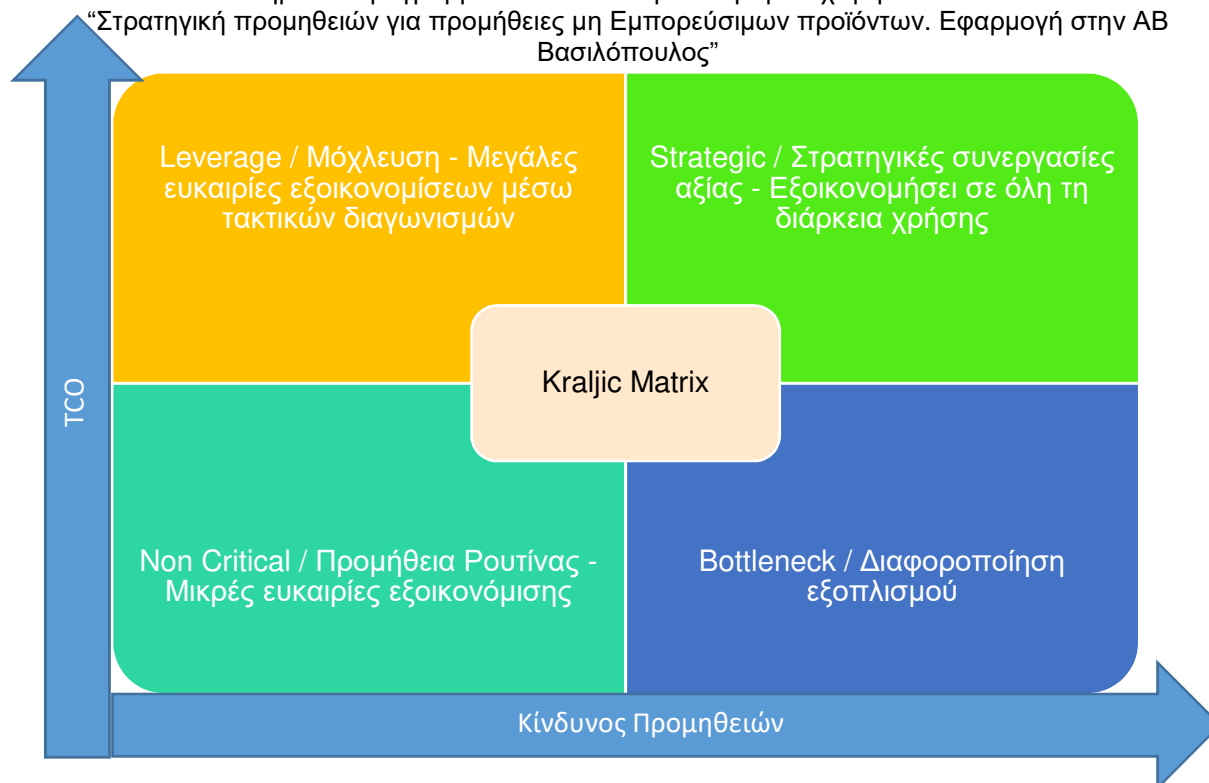 “Στρατηγική προμηθειών για προμήθειες μη Εμπορεύσιμων προϊόντων. Εφαρμογή στην ΑΒ
Βασιλόπουλος”
Leverage / Μόχλευση - Μεγάλες
ευκαιρίες εξοικονομίσεων μέσω
τακτικών διαγωνισμών
Strategic / Στρατηγικές συνεργασίες
αξίας - Εξοικονομήσει σε όλη τη
διάρκεια χρήσης
Kraljic Matrix
TCO
Non Critical / Προμήθεια Ρουτίνας -
Μικρές ευκαιρίες εξοικονόμισης
Bottleneck / Διαφοροποίηση
εξοπλισμού
Κίνδυνος Προμηθειών